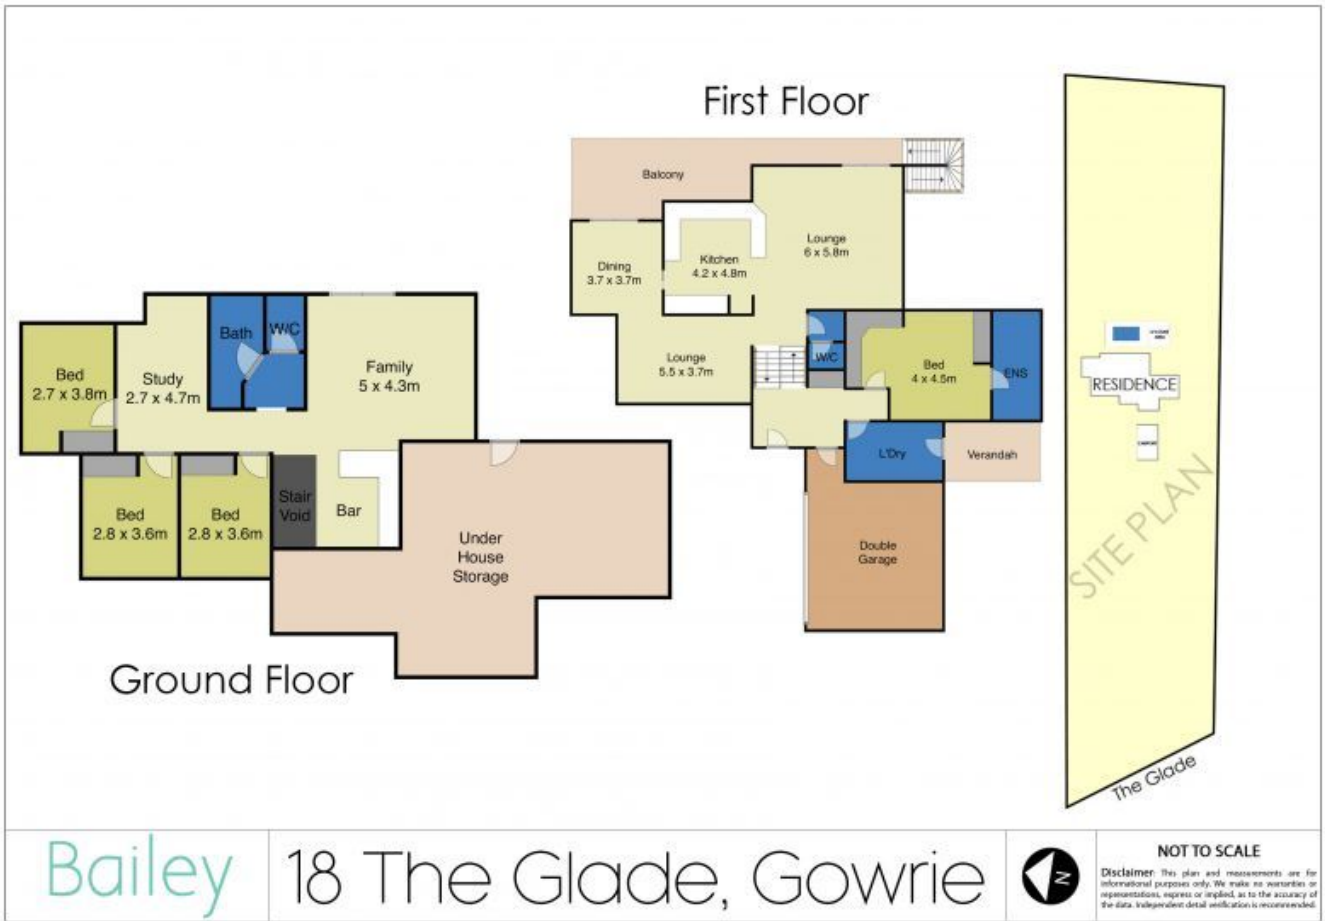 First Floor
Balcony
Lounge
6 x 5.8m
Kitchen
4.2 x 4.8m
Dining
3.7 x 3.7m
Lounge
5.5 x 3.7m
W/C
Bed
4 x 4.5m
ENS
L'Dry
Verandah
Double
Garage
Bath
W/C
Family
5 x 4.3m
Bed
2.7 x 3.8m
Study
2.7 x 4.7m
Bed
2.8 x 3.6m
Bed
2.8 x 3.6m
Stair
Void
Bar
Under
House
Storage
Ground Floor
RESIDENCE
CARPORT
SITE PLAN
The Glade
Bailey
18 The Glade, Gowrie
N
NOT TO SCALE
Disclaimer: This plan and measurements are for
informational purposes only. We make no warranties or
representations, express or implied, as to the accuracy of
the data. Independent detail verification is recommended.